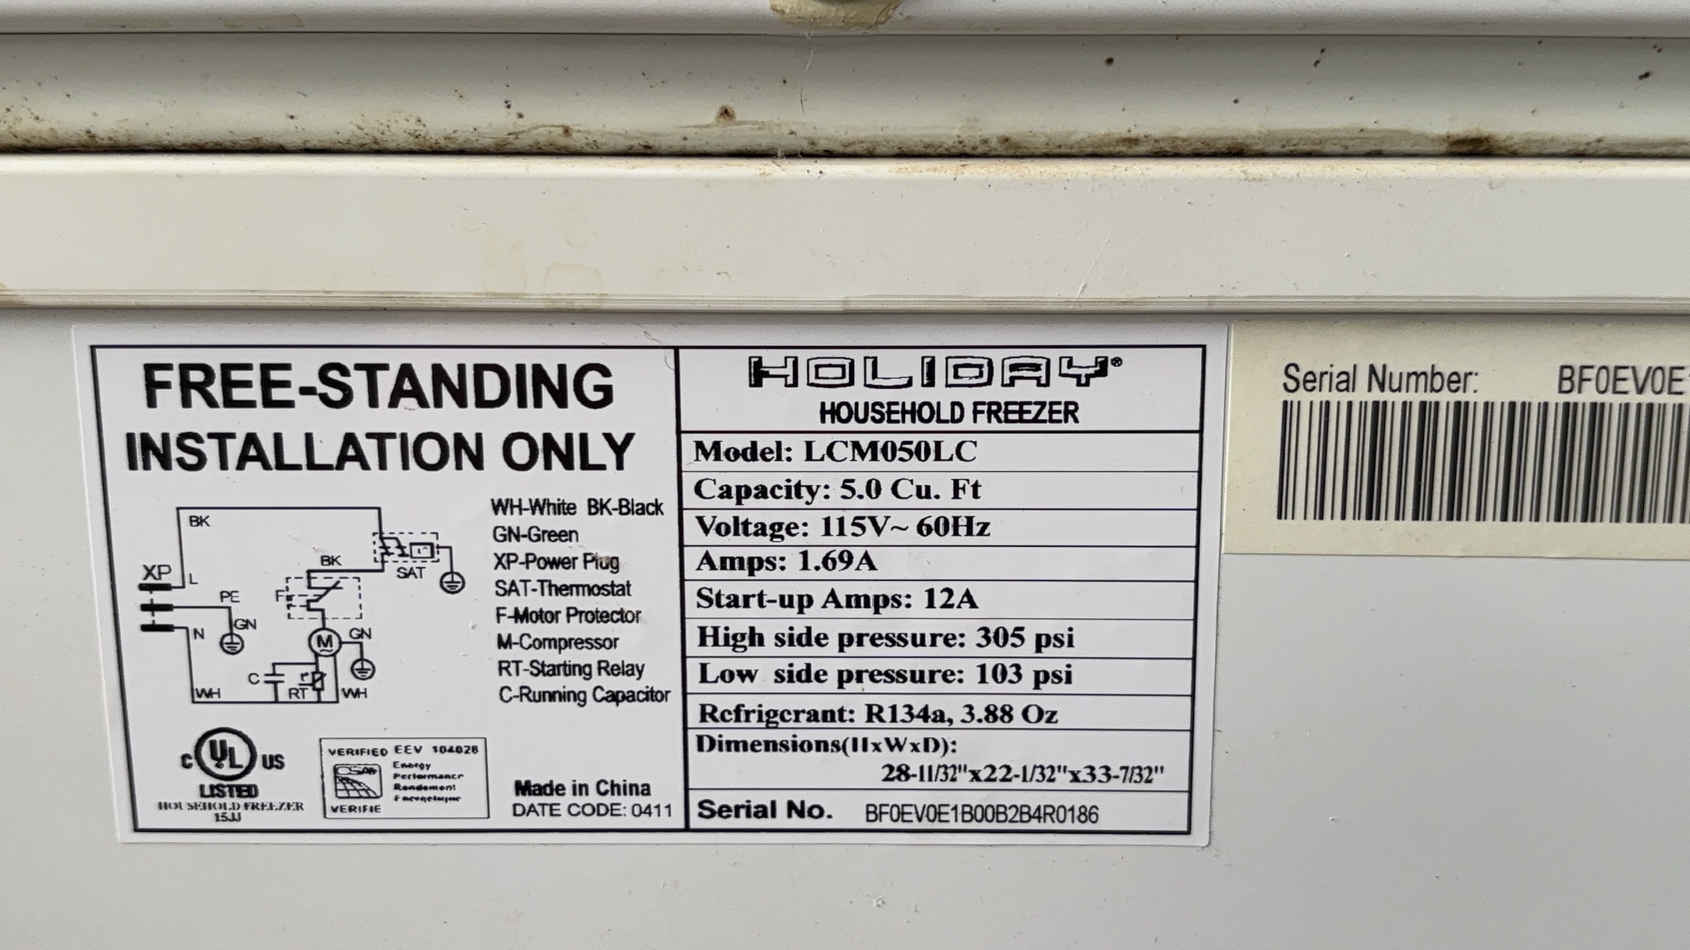 FREE-STANDING
INSTALLATION ONLY
BK
XP
L
PE
GN
N
WH
BK
SAT
F
M
GN
C
RT
WH
WH-White BK-Black
GN-Green
XP-Power Plug
SAT-Thermostat
F-Motor Protector
M-Compressor
RT-Starting Relay
C-Running Capacitor
C UL US
LISTED
HOUSEHOLD FREEZER
15JJ
VERIFIED EEV 104028
Energy
Performance
Rendement
Energetique
VERIFIE
Made in China
DATE CODE: 0411
HOLIDAY®
HOUSEHOLD FREEZER
Model: LCM050LC
Capacity: 5.0 Cu. Ft
Voltage: 115V~ 60Hz
Amps: 1.69A
Start-up Amps: 12A
High side pressure: 305 psi
Low side pressure: 103 psi
Refrigerant: R134a, 3.88 Oz
Dimensions(HxWxD):
28-11/32"x22-1/32"x33-7/32"
Serial No. BF0EV0E1B00B2B4R0186
Serial Number: BF0EV0E